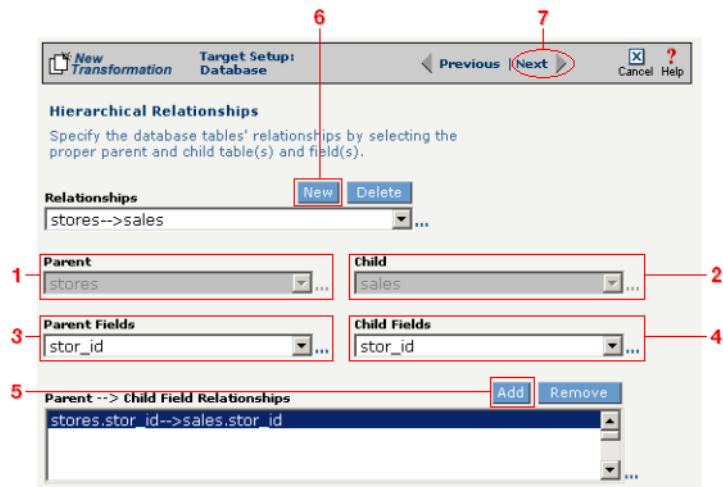 6
7
New Transformation
Target Setup: Database
Previous | Next
Cancel
Help
Hierarchical Relationships
Specify the database tables' relationships by selecting the
proper parent and child table(s) and field(s).
Relationships
New
Delete
stores-->sales
...
1
Parent
stores
...
Child
sales
...
2
3
Parent Fields
stor_id
...
Child Fields
stor_id
...
4
5
Parent --> Child Field Relationships
Add
Remove
stores.stor_id-->sales.stor_id
...